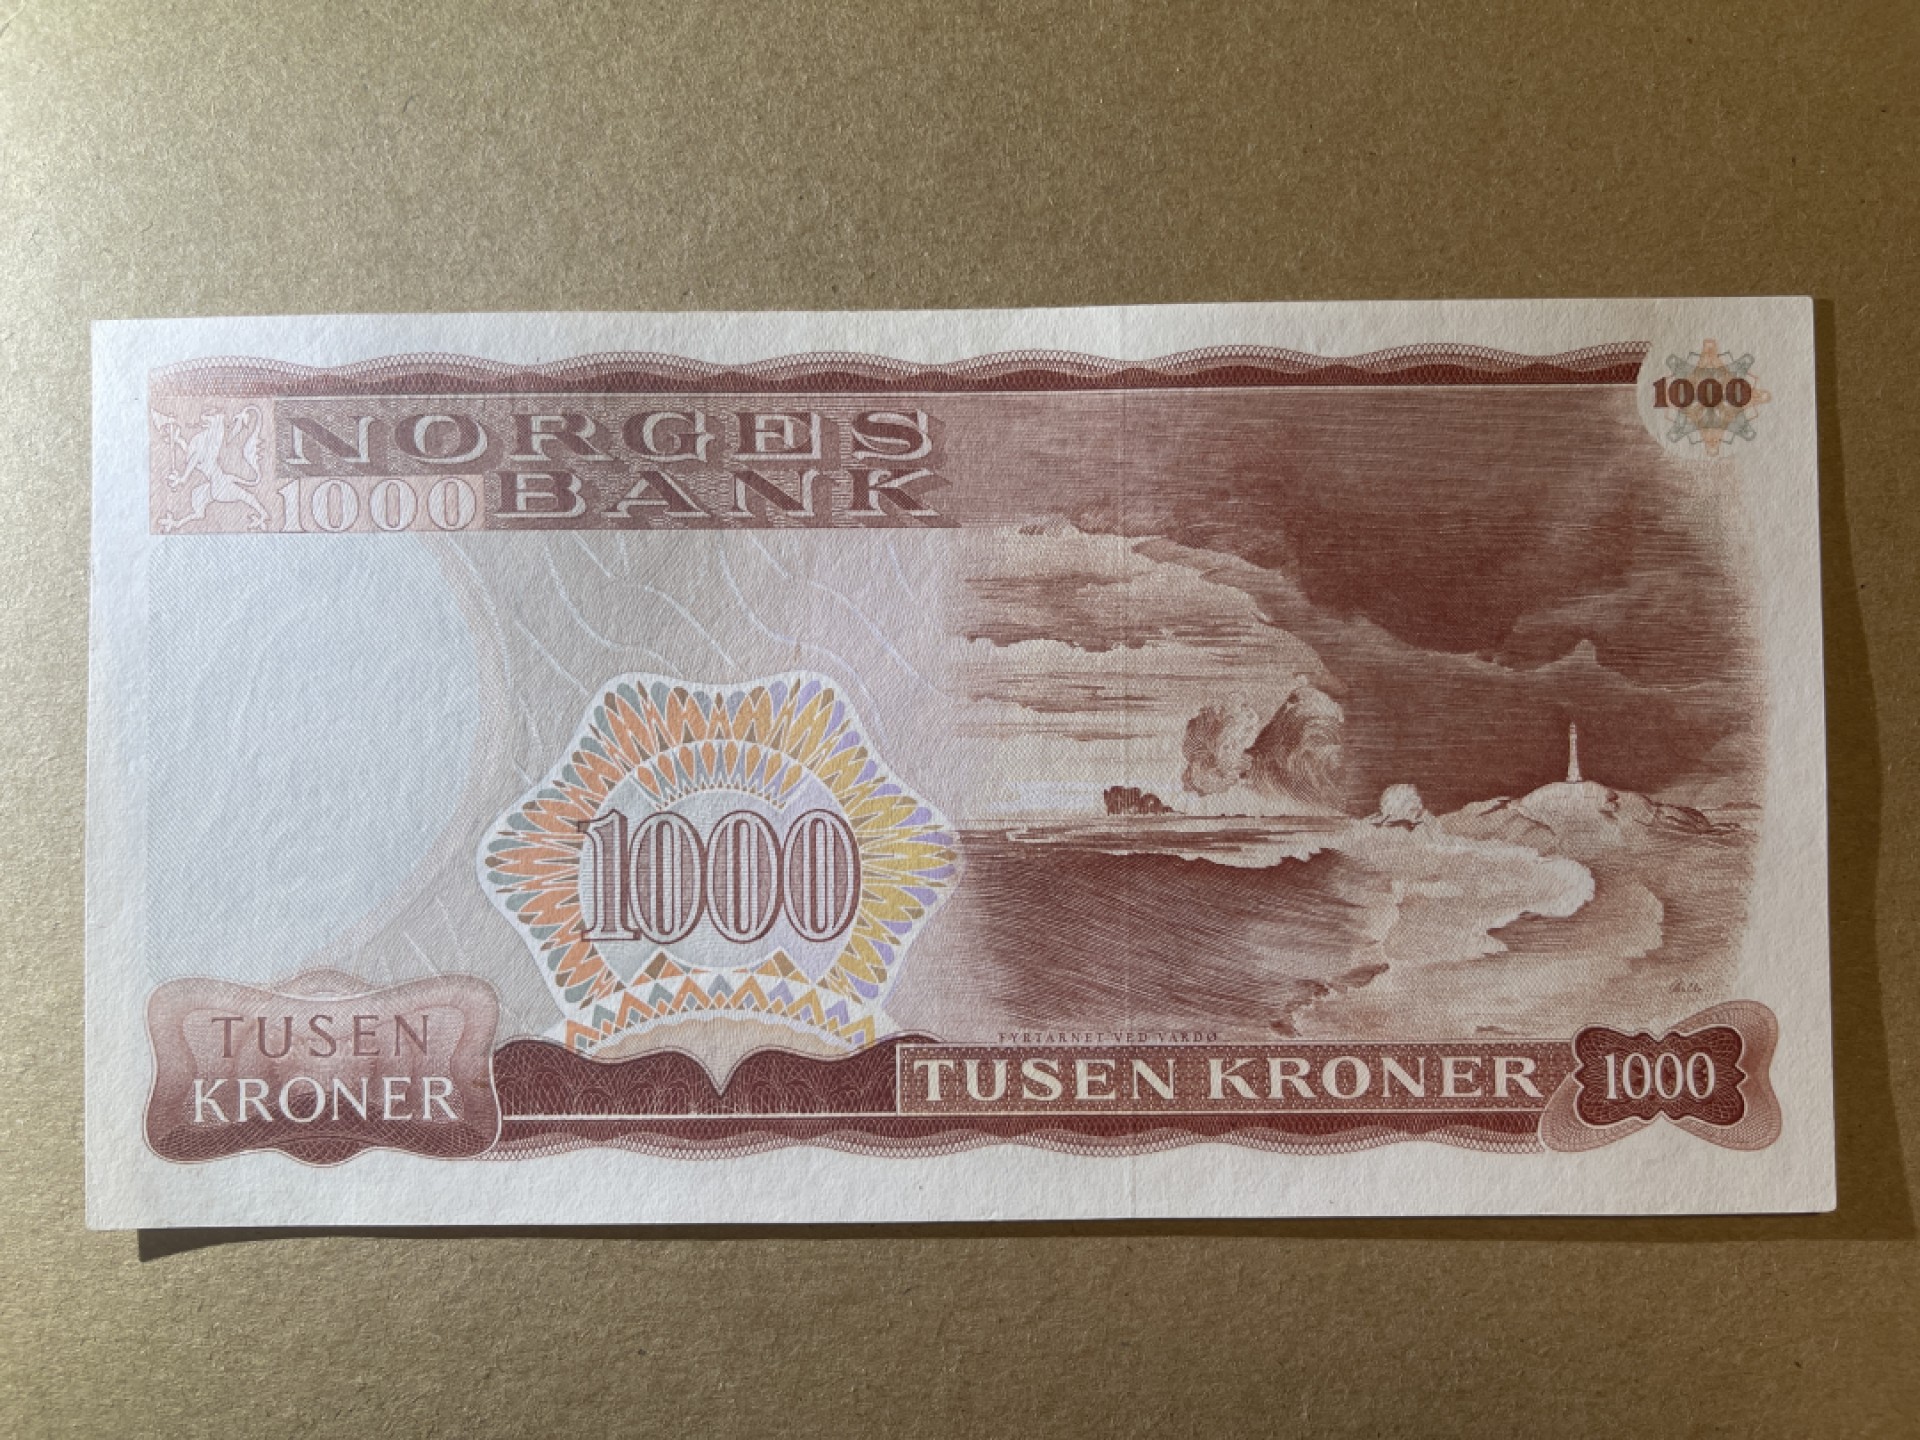 1000
NORGES
1000 BANK
1000
FYRTÅRNET VED VARDØ
TUSEN
KRONER
TUSEN KRONER
1000